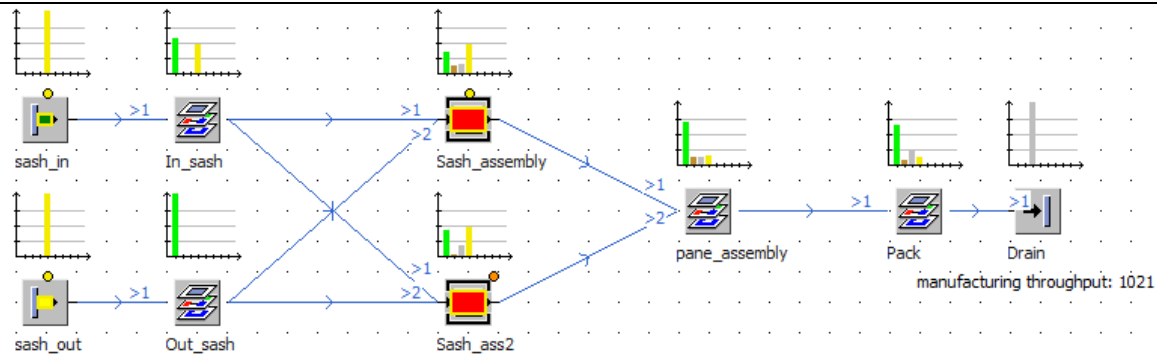 >1
>1
sash_in
In_sash
>2
Sash_assembly
>1
>2
>1
>1
pane_assembly
Pack
Drain
manufacturing throughput: 1021
>1
>1
>2
sash_out
Out_sash
Sash_ass2